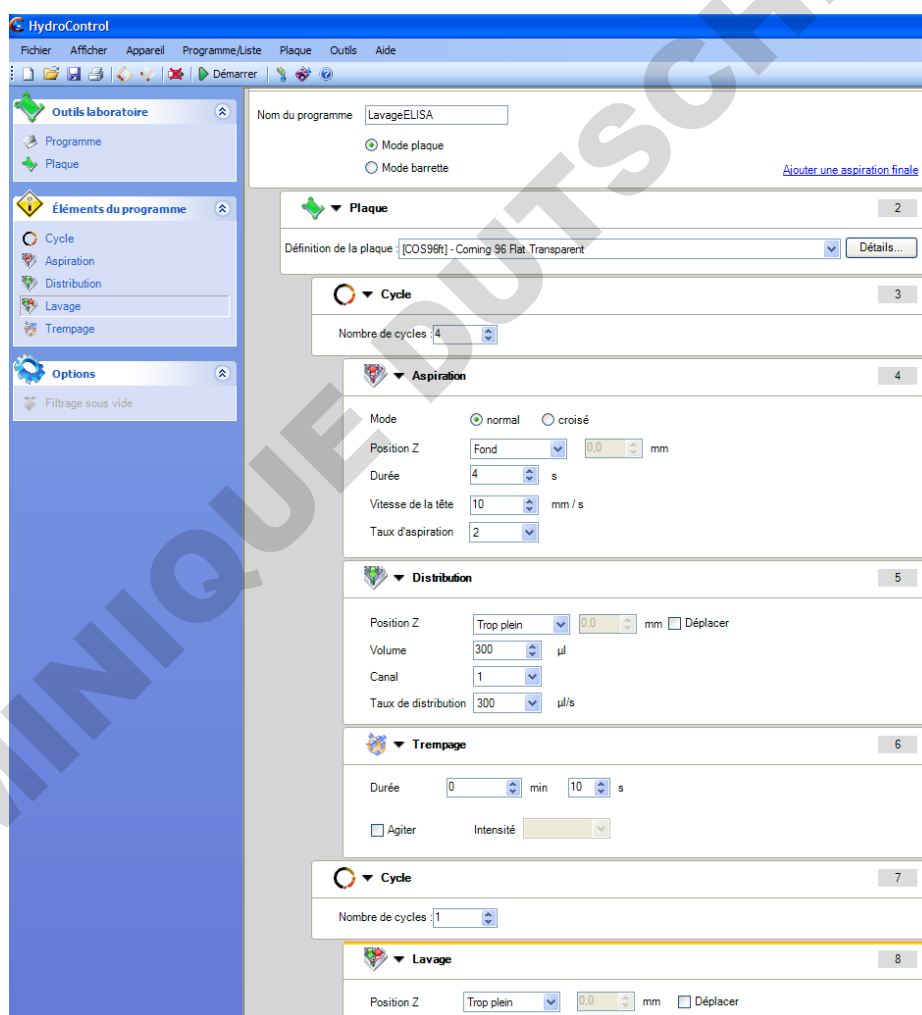 HydroControl
Fichier Afficher Appareil Programme/Liste Plaque Outils Aide
Démarrer
Outils laboratoire
Programme
Plaque
Éléments du programme
Cycle
Aspiration
Distribution
Lavage
Trempage
Options
Filtrage sous vide
Nom du programme LavageELISA
Mode plaque
Mode barrette
Ajouter une aspiration finale
Plaque 2
Définition de la plaque : [COS96ft] - Corning 96 Flat Transparent Détails...
Cycle 3
Nombre de cycles : 4
Aspiration 4
Mode normal croisé
Position Z Fond 0,0 mm
Durée 4 s
Vitesse de la tête 10 mm / s
Taux d'aspiration 2
Distribution 5
Position Z Trop plein 0,0 mm Déplacer
Volume 300 µl
Canal 1
Taux de distribution 300 µl/s
Trempage 6
Durée 0 min 10 s
Agiter Intensité
Cycle 7
Nombre de cycles : 1
Lavage 8
Position Z Trop plein 0,0 mm Déplacer
MINIQUE DUTSCH